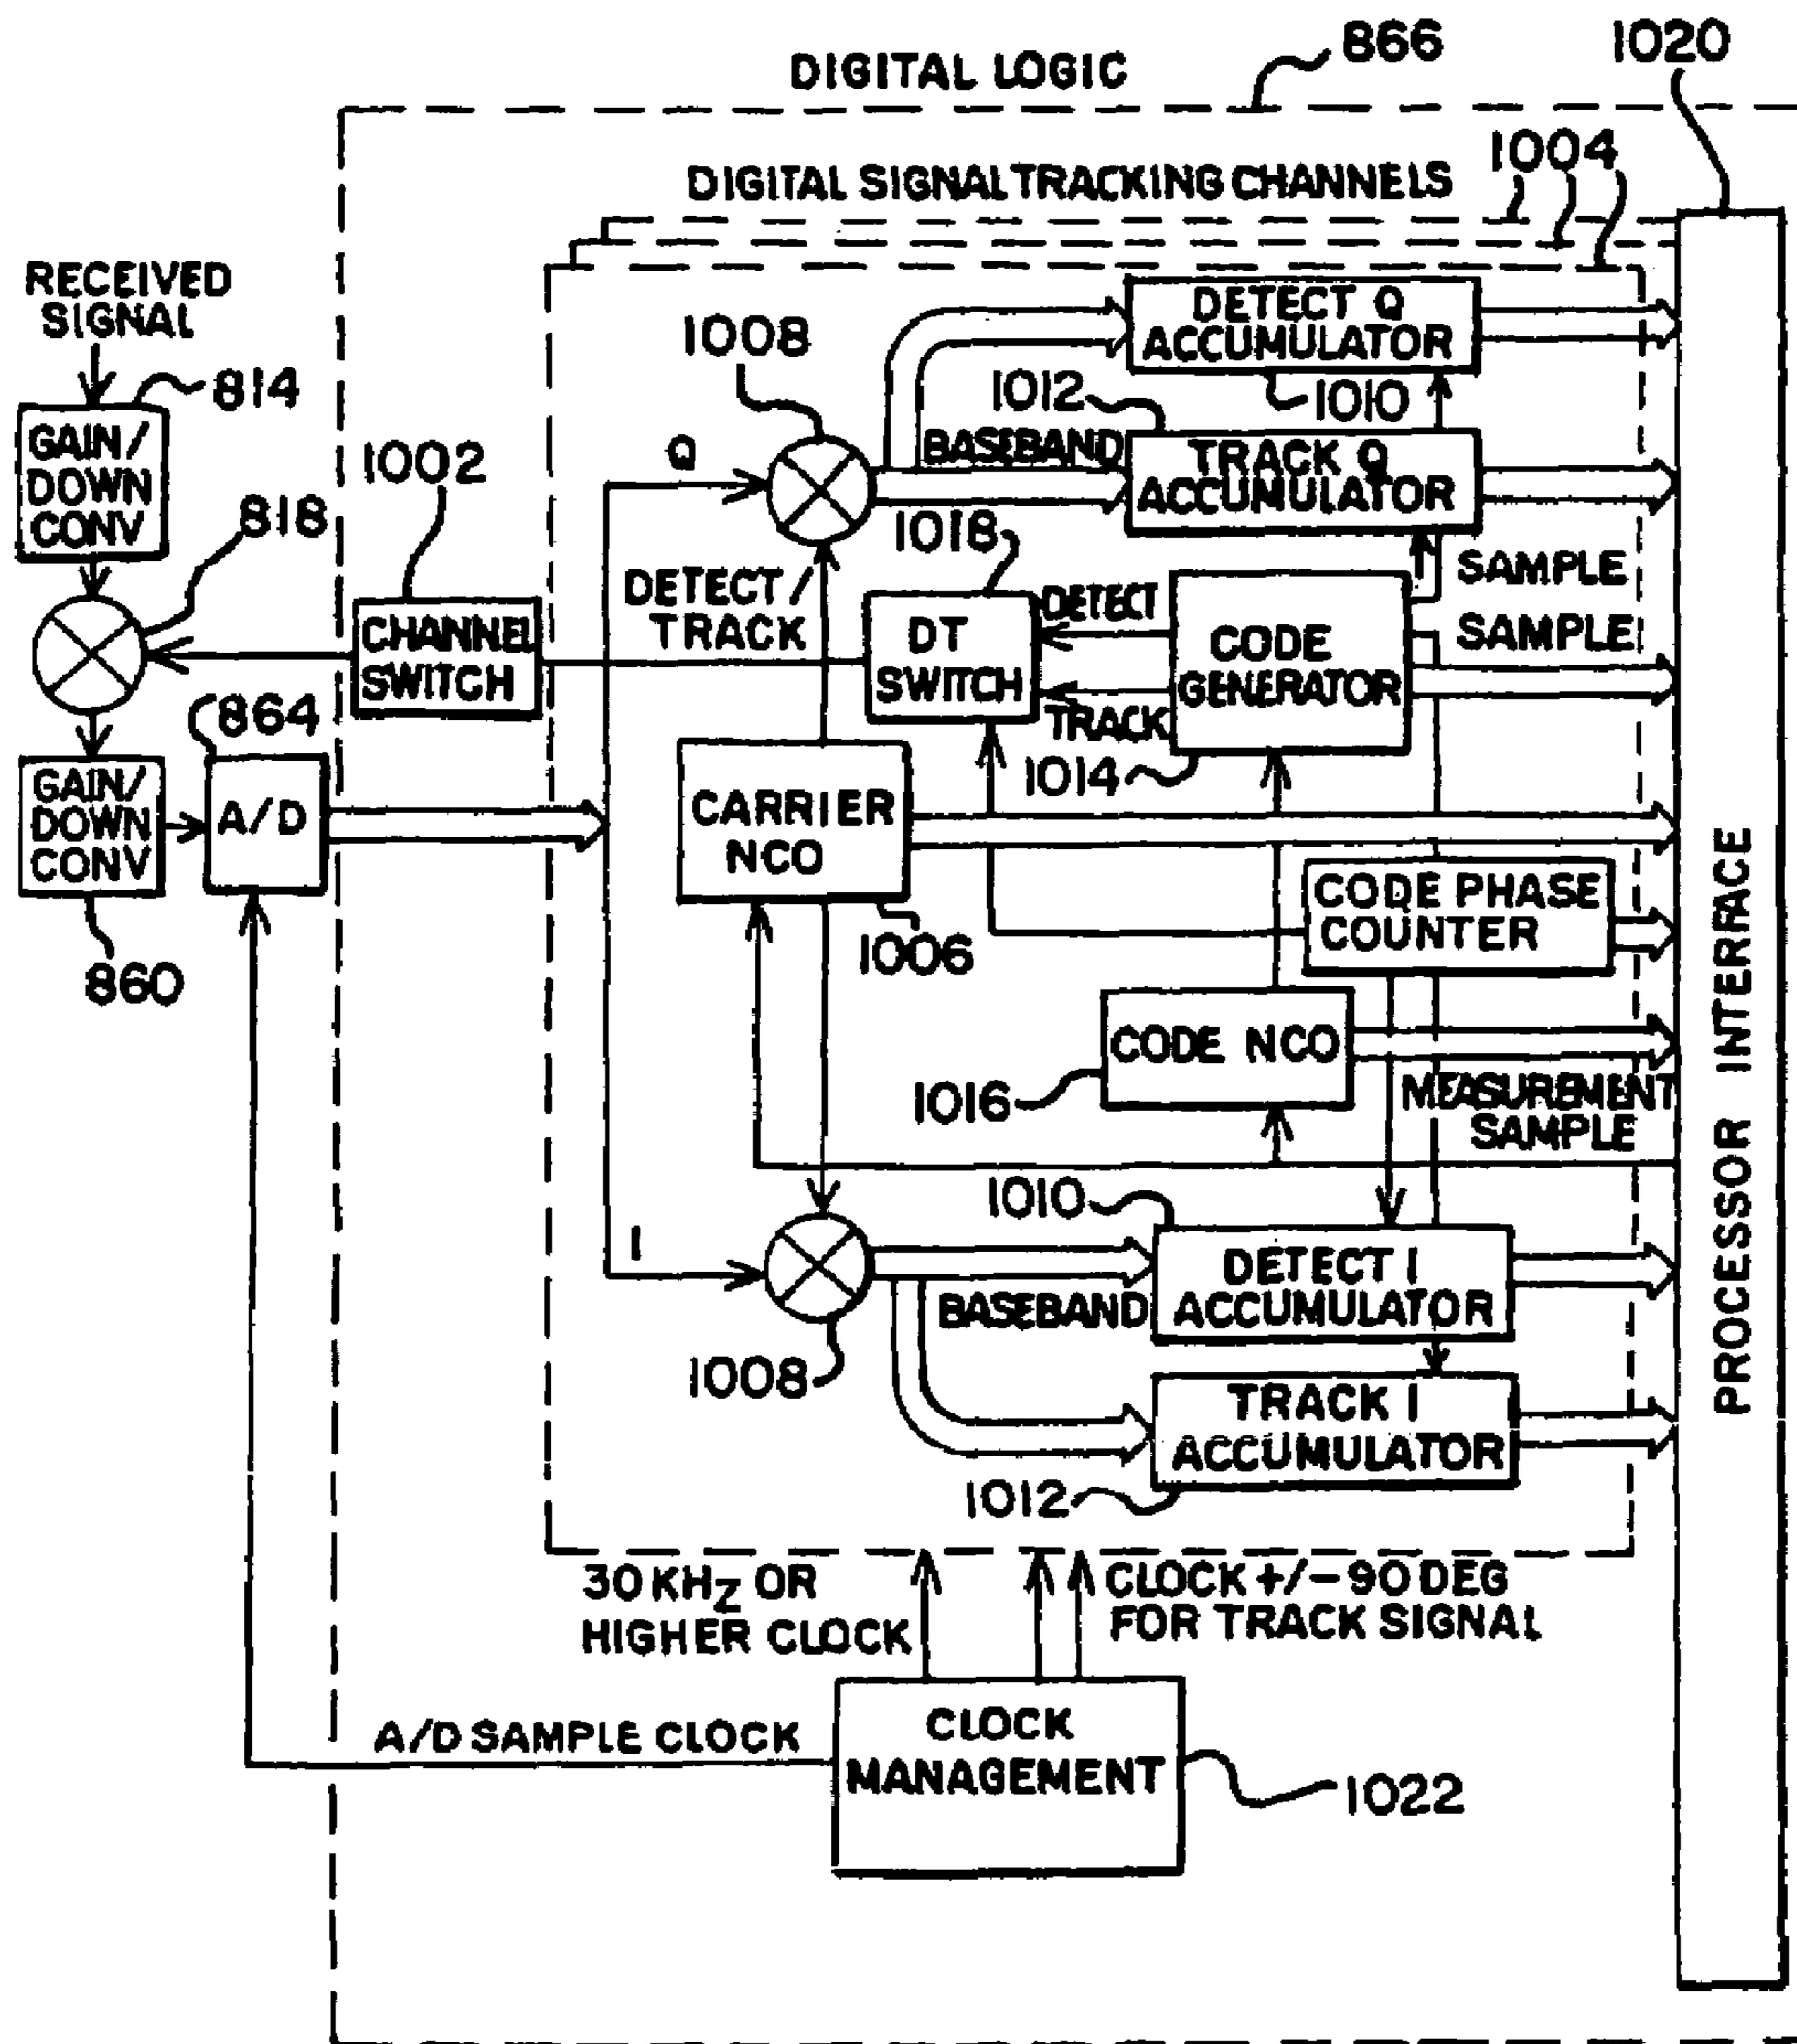 DIGITAL LOGIC
866
1020
DIGITAL SIGNAL TRACKING CHANNELS
1004
RECEIVED
SIGNAL
814
GAIN/
DOWN
CONV
818
1002
CHANNEL
SWITCH
864
A/D
GAIN/
DOWN
CONV
860
1008
Q
DETECT Q
ACCUMULATOR
1010
1012
BASEBAND
TRACK Q
ACCUMULATOR
1018
DETECT/
TRACK
DT
SWITCH
DETECT
TRACK
CODE
GENERATOR
1014
SAMPLE
SAMPLE
CARRIER
NCO
1006
CODE PHASE
COUNTER
CODE NCO
1016
MEASUREMENT
SAMPLE
PROCESSOR INTERFACE
1010
I
DETECT I
ACCUMULATOR
BASEBAND
1008
TRACK I
ACCUMULATOR
1012
30 KHz OR
HIGHER CLOCK
CLOCK +/- 90 DEG
FOR TRACK SIGNAL
A/D SAMPLE CLOCK
CLOCK
MANAGEMENT
1022